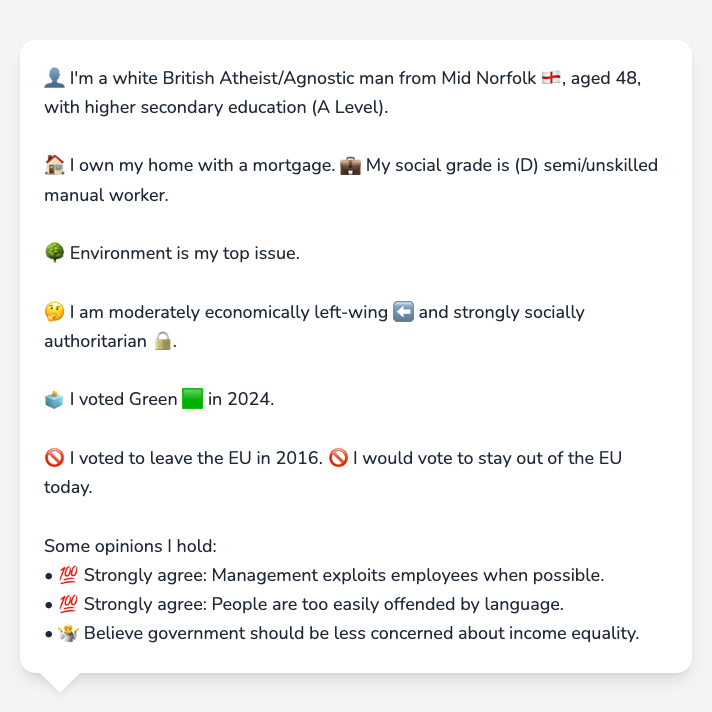 👤 I'm a white British Atheist/Agnostic man from Mid Norfolk 🏴󠁧󠁢󠁥󠁮󠁧󠁿, aged 48,
with higher secondary education (A Level).
🏠 I own my home with a mortgage. 💼 My social grade is (D) semi/unskilled
manual worker.
🌳 Environment is my top issue.
🤔 I am moderately economically left-wing ⬅️ and strongly socially
authoritarian 🔒.
🗳️ I voted Green 🟩 in 2024.
🚫 I voted to leave the EU in 2016. 🚫 I would vote to stay out of the EU
today.
Some opinions I hold:
• 💯 Strongly agree: Management exploits employees when possible.
• 💯 Strongly agree: People are too easily offended by language.
• 🤷 Believe government should be less concerned about income equality.